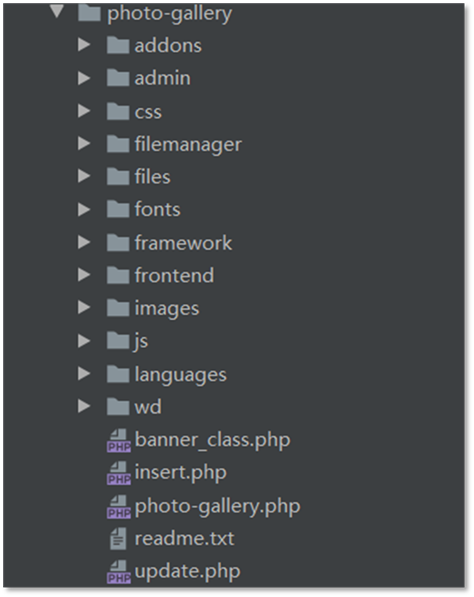 photo-gallery
addons
admin
css
filemanager
files
fonts
framework
frontend
images
js
languages
wd
PHP banner_class.php
PHP insert.php
PHP photo-gallery.php
readme.txt
PHP update.php